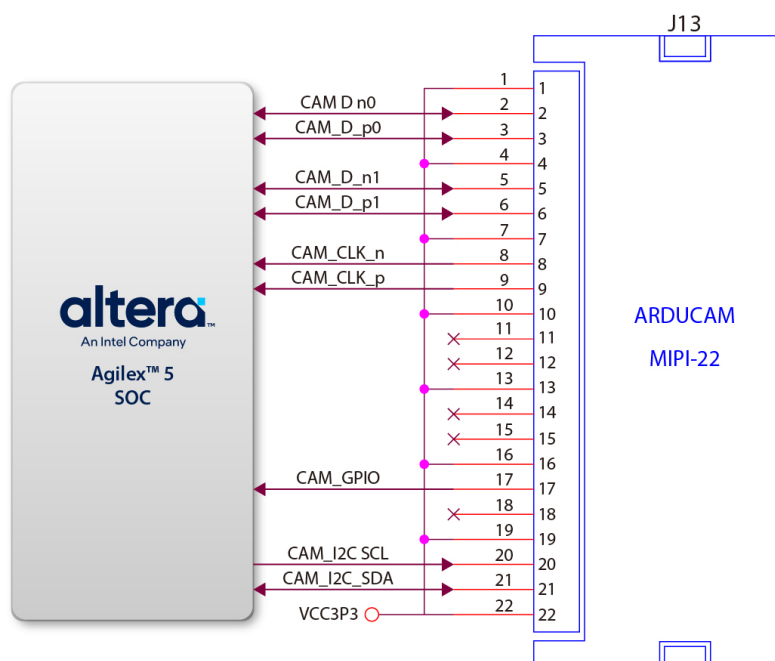 J13
1 1
CAM D n0 2 2
CAM_D_p0 3 3
4 4
CAM_D_n1 5 5
CAM_D_p1 6 6
7 7
CAM_CLK_n 8 8
CAM_CLK_p 9 9
10 10
11 11
12 12
13 13
14 14
15 15
16 16
CAM_GPIO 17 17
18 18
19 19
CAM_I2C SCL 20 20
CAM_I2C_SDA 21 21
VCC3P3 22 22
altera™
An Intel Company
Agilex™ 5
SOC
ARDUCAM
MIPI-22